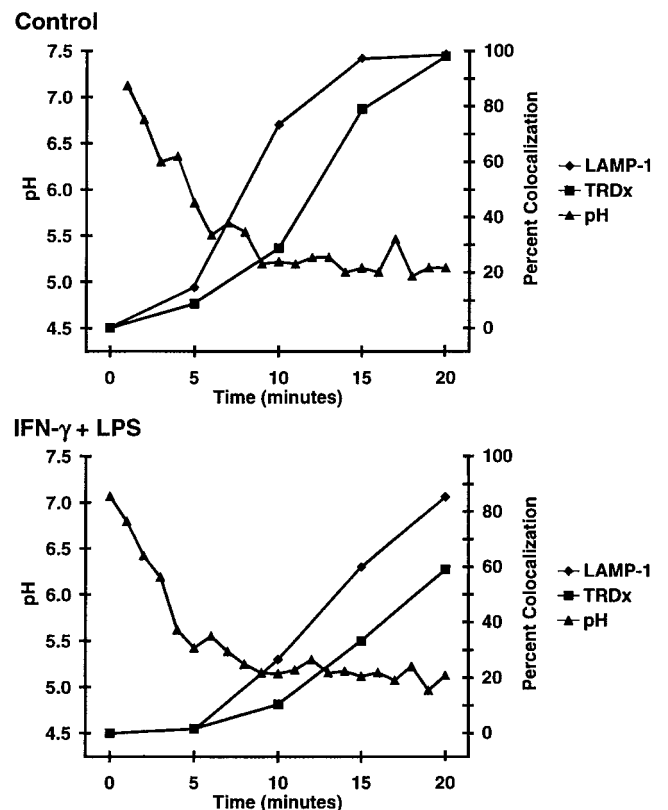 Control
7.5
7.0
6.5
6.0
5.5
5.0
4.5
pH
100
80
60
40
20
0
Percent Colocalization
LAMP-1
TRDx
pH
0 5 10 15 20
Time (minutes)
IFN-γ + LPS
7.5
7.0
6.5
6.0
5.5
5.0
4.5
pH
100
80
60
40
20
0
Percent Colocalization
LAMP-1
TRDx
pH
0 5 10 15 20
Time (minutes)